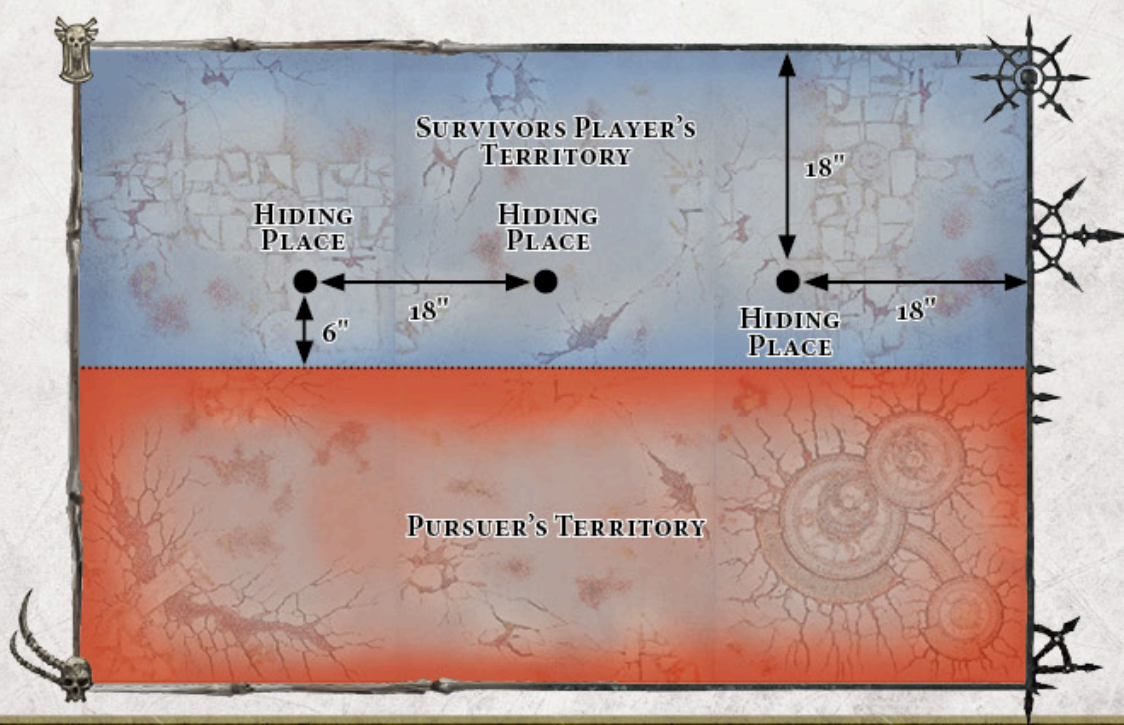 Survivors Player's
Territory
18"
Hiding
Place
Hiding
Place
18"
6"
18"
Hiding
Place
Pursuer's Territory